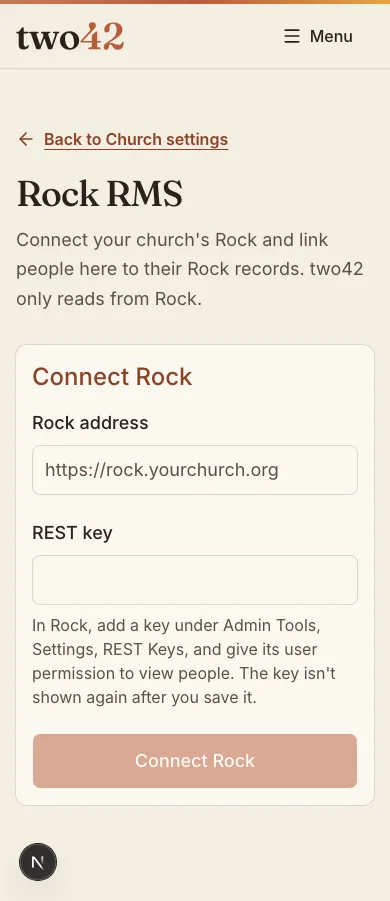 two42
Menu
Back to Church settings
Rock RMS
Connect your church's Rock and link
people here to their Rock records. two42
only reads from Rock.
Connect Rock
Rock address
https://rock.yourchurch.org
REST key
In Rock, add a key under Admin Tools,
Settings, REST Keys, and give its user
permission to view people. The key isn't
shown again after you save it.
Connect Rock
N